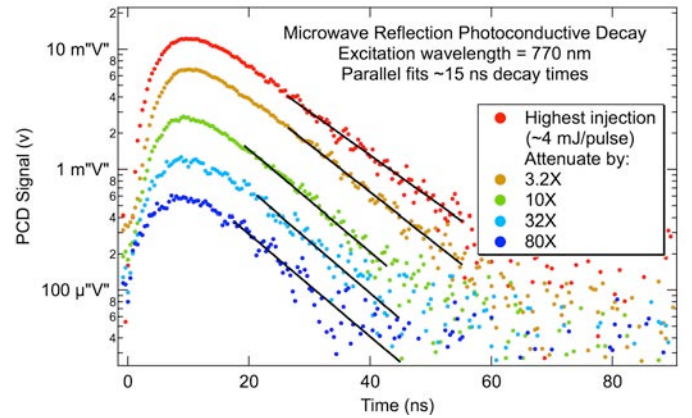 Microwave Reflection Photoconductive Decay
Excitation wavelength = 770 nm
Parallel fits ~15 ns decay times
10 m"V"
8
6
4
2
1 m"V"
8
6
4
2
100 µ"V"
8
6
4
PCD Signal (v)
Highest injection
(~4 mJ/pulse)
Attenuate by:
3.2X
10X
32X
80X
0
20
40
60
80
Time (ns)